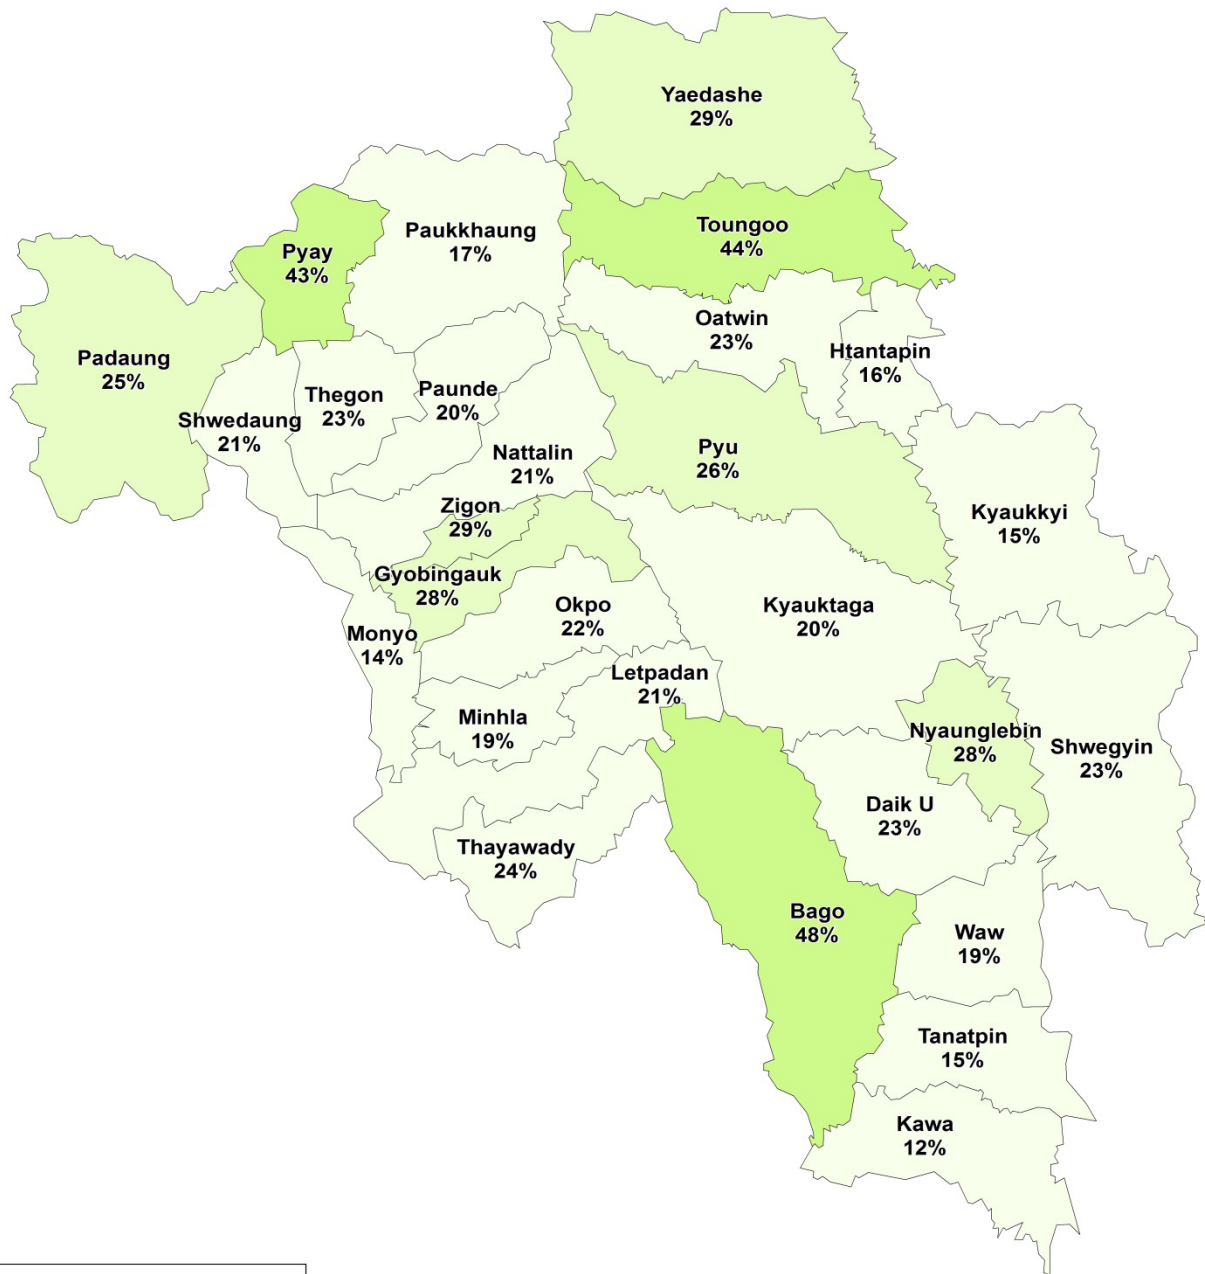 Yaedashe
29%
Toungoo
44%
Paukkhaung
17%
Pyay
43%
Oatwin
23%
Htantapin
16%
Padaung
25%
Thegon
23%
Paunde
20%
Shwedaung
21%
Nattalin
21%
Pyu
26%
Zigon
29%
Kyaukkyi
15%
Gyobingauk
28%
Okpo
22%
Kyauktaga
20%
Monyo
14%
Letpadan
21%
Minhla
19%
Nyaunglebin
28%
Shwegyin
23%
Daik U
23%
Thayawady
24%
Bago
48%
Waw
19%
Tanatpin
15%
Kawa
12%